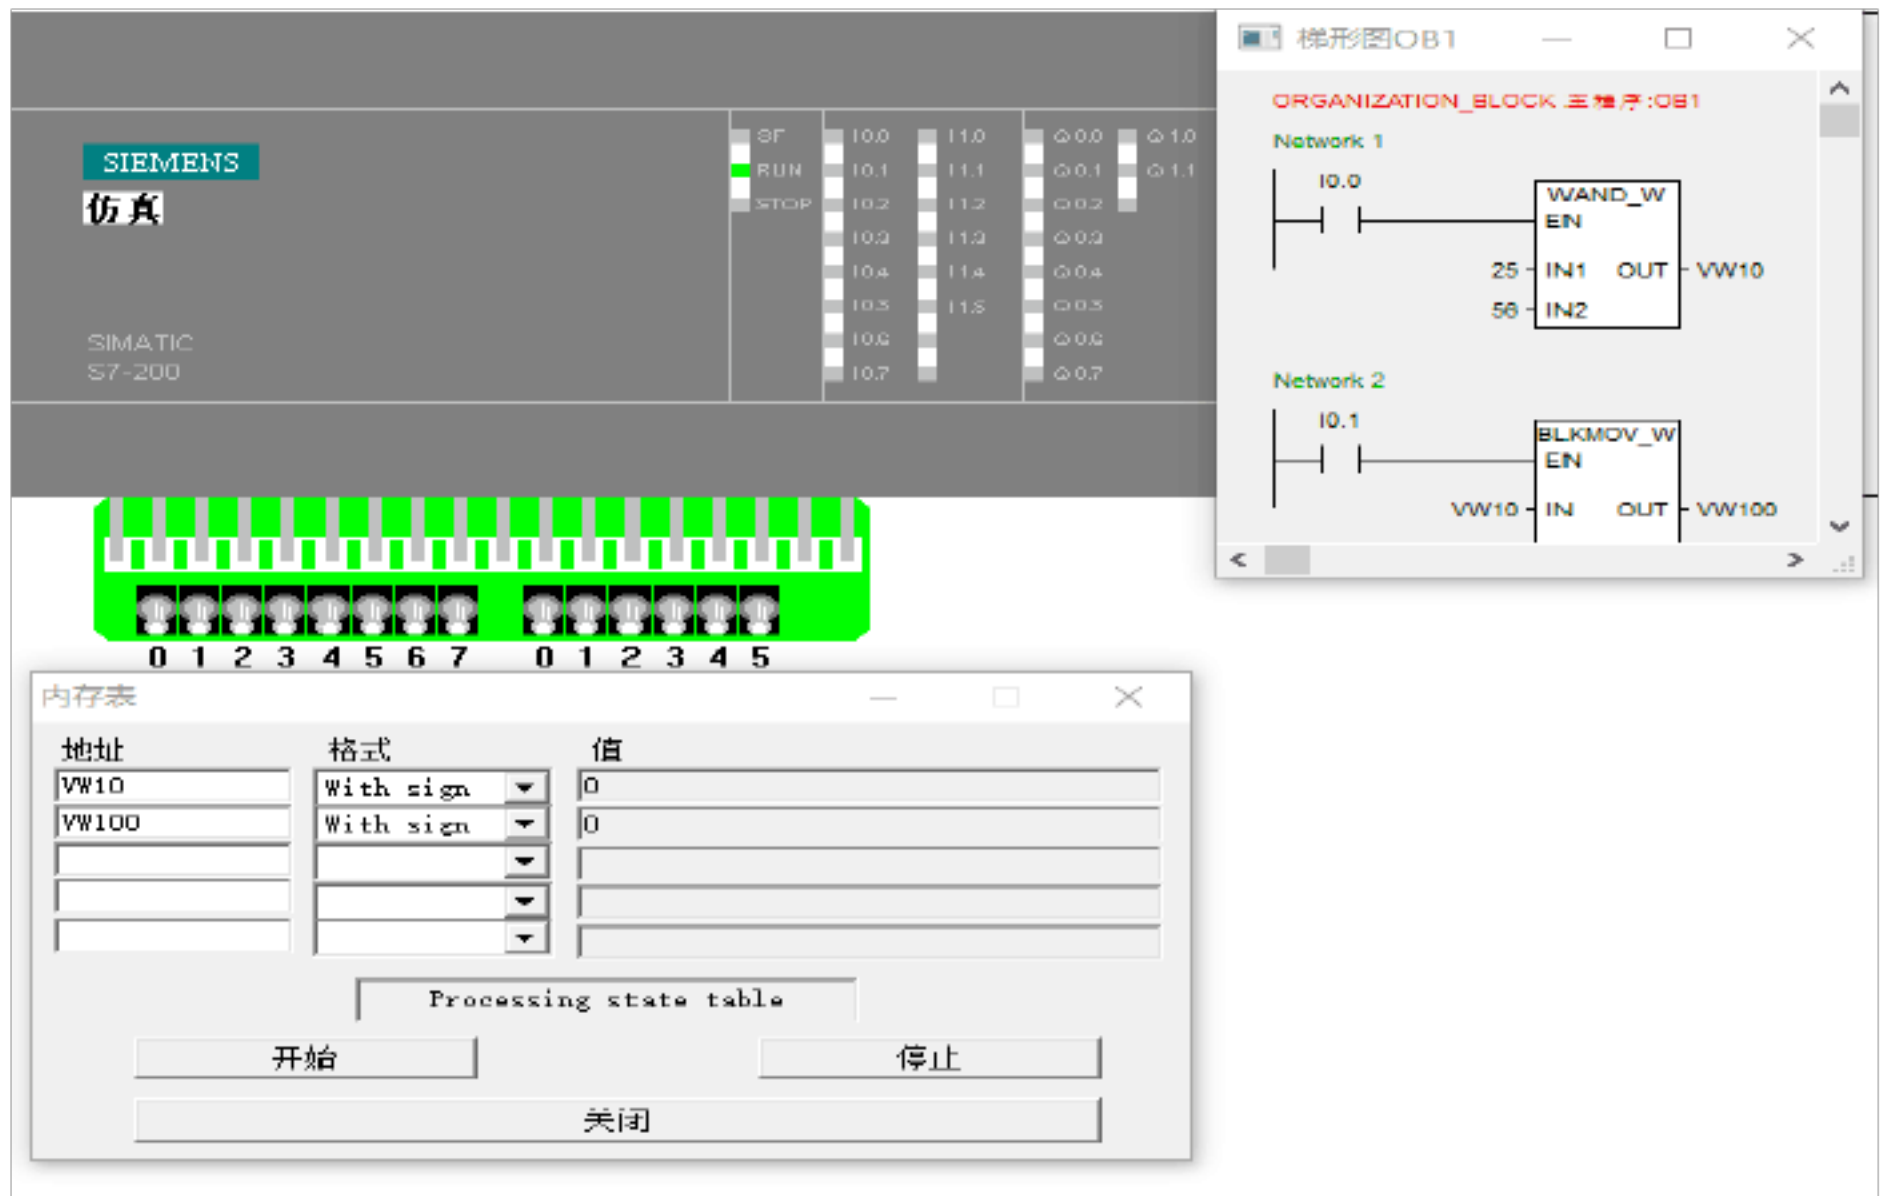 SIEMENS
仿真
SIMATIC
S7-200
SF
RUN
STOP
I0.0
I0.1
I0.2
I0.3
I0.4
I0.5
I0.6
I0.7
I1.0
I1.1
I1.2
I1.3
I1.4
I1.5
Q0.0
Q0.1
Q0.2
Q0.3
Q0.4
Q0.5
Q0.6
Q0.7
Q1.0
Q1.1
梯形图OB1
ORGANIZATION_BLOCK 主程序:OB1
Network 1
I0.0
WAND_W
EN
25 IN1 OUT VW10
56 IN2
Network 2
I0.1
BLKMOV_W
EN
VW10 IN OUT VW100
0 1 2 3 4 5 6 7 0 1 2 3 4 5
内存表
地址 格式 值
VW10 With sign 0
VW100 With sign 0
Processing state table
开始 停止
关闭